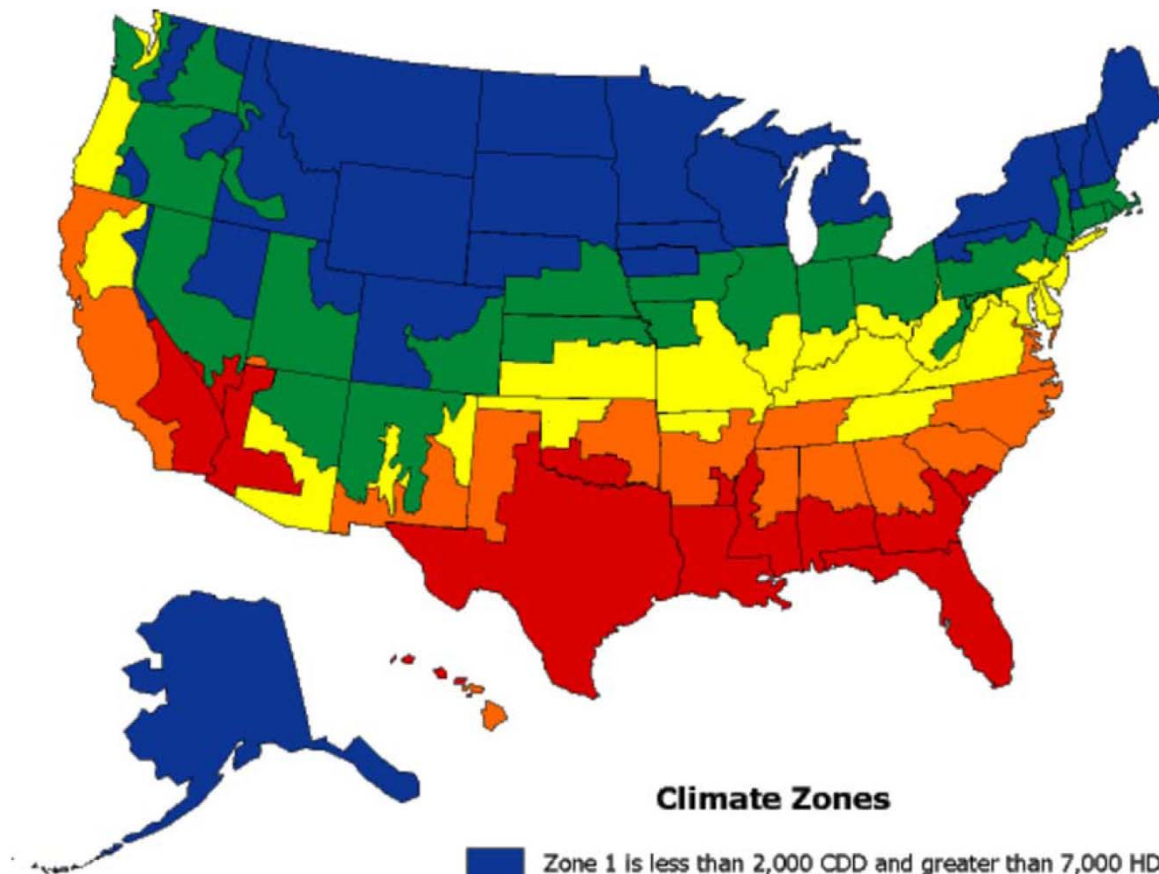 Climate Zones
Zone 1 is less than 2,000 CDD and greater than 7,000 HD